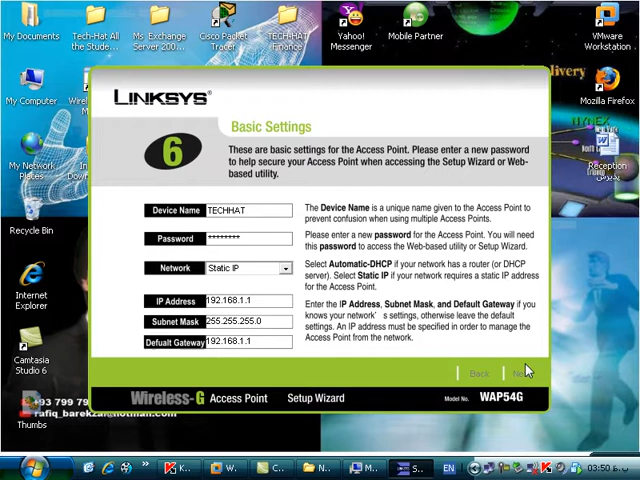 My Documents
Tech-Hat All
the Stude...
Ms_Exchange
Server 200...
Cisco Packet
Tracer
TECH-HAT
Finance
Yahoo!
Messenger
Mobile Partner
VMware
Workstation
My Computer
Mozilla Firefox
My Network
Places
Reception
پذیرش
Recycle Bin
Internet
Explorer
Camtasia
Studio 6
Thumbs
LINKSYS®
6
Basic Settings
These are basic settings for the Access Point. Please enter a new password
to help secure your Access Point when accessing the Setup Wizard or Web-
based utility.
Device Name TECHHAT
Password ********
Network Static IP
IP Address 192.168.1.1
Subnet Mask 255.255.255.0
Defualt Gateway 192.168.1.1
The Device Name is a unique name given to the Access Point to
prevent confusion when using multiple Access Points.
Please enter a new password for the Access Point. You will need
this password to access the Web-based utility or Setup Wizard.
Select Automatic-DHCP if your network has a router (or DHCP
server). Select Static IP if your network requires a static IP address
for the Access Point.
Enter the IP Address, Subnet Mask, and Default Gateway if you
knows your network's settings, otherwise leave the default
settings. An IP address must be specified in order to manage the
Access Point from the network.
Back
Wireless-G Access Point Setup Wizard Model No. WAP54G
+93 799 79
rafiq_barekzai@hotmail.com
K... W... C... N... M... S... EN 03:50